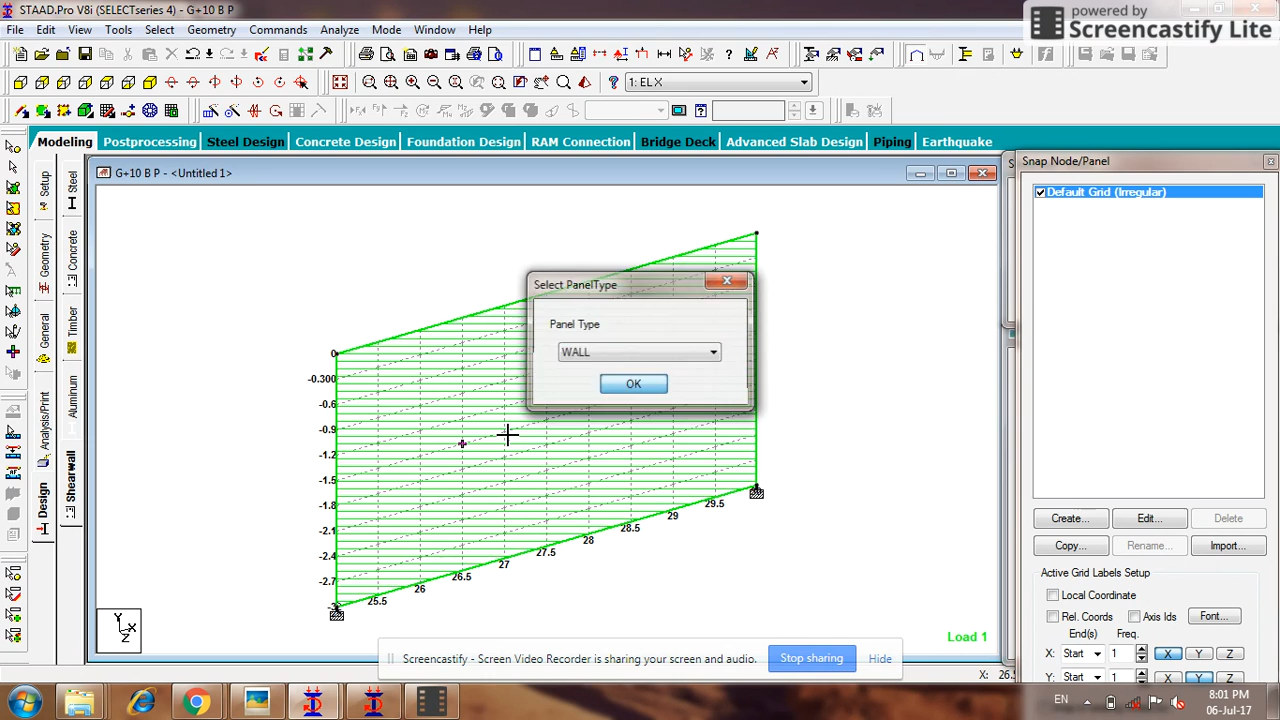 STAAD.Pro V8i (SELECTseries 4) - G+10 B P
powered by
Screencastify Lite
File Edit View Tools Select Geometry Commands Analyze Mode Window Help
1: ELX
Modeling Postprocessing Steel Design Concrete Design Foundation Design RAM Connection Bridge Deck Advanced Slab Design Piping Earthquake
G+10 B P - <Untitled 1>
Snap Node/Panel
Default Grid (Irregular)
Setup
Geometry
General
Analysis/Print
Design
Steel
Concrete
Timber
Aluminum
Shearwall
Select PanelType
Panel Type
WALL
OK
0
-0.300
-0.6
-0.9
-1.2
-1.5
-1.8
-2.1
-2.4
-2.7
25.5
26
26.5
27
27.5
28
28.5
29
29.5
Y
X
Z
Load 1
Create... Edit... Delete
Copy... Rename... Import...
Active Grid Labels Setup
Local Coordinate
Rel. Coords Axis Ids Font...
End(s) Freq.
X: Start 1 X Y Z
Y: Start 1 X Y Z
Screencastify - Screen Video Recorder is sharing your screen and audio. Stop sharing Hide
EN
8:01 PM
06-Jul-17